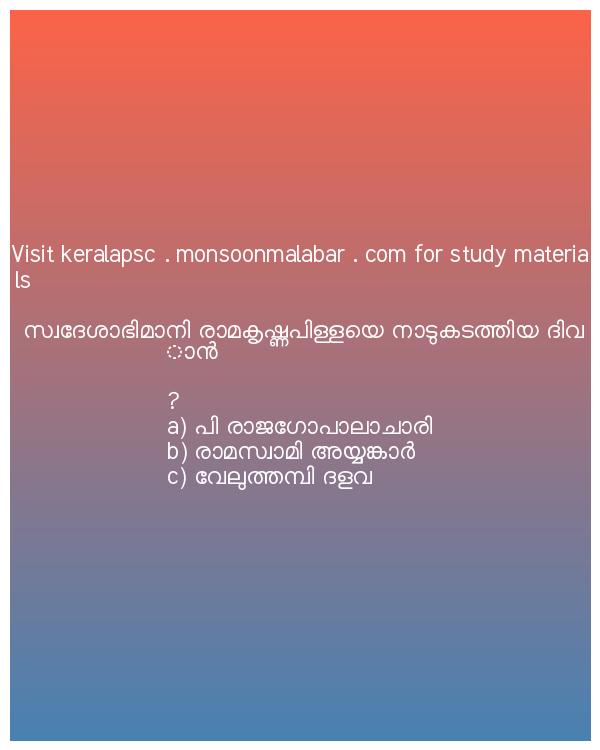 Visit keralapsc . monsoonmalabar . com for study materia
ls
സ്വദേശാഭിമാനി രാമകൃഷ്ണപിള്ളയെ നാടുകടത്തിയ ദിവ
ാൻ
?
a) പി രാജഗോപാലാചാരി
b) രാമസ്വാമി അയ്യങ്കാർ
c) വേലുത്തമ്പി ദളവ